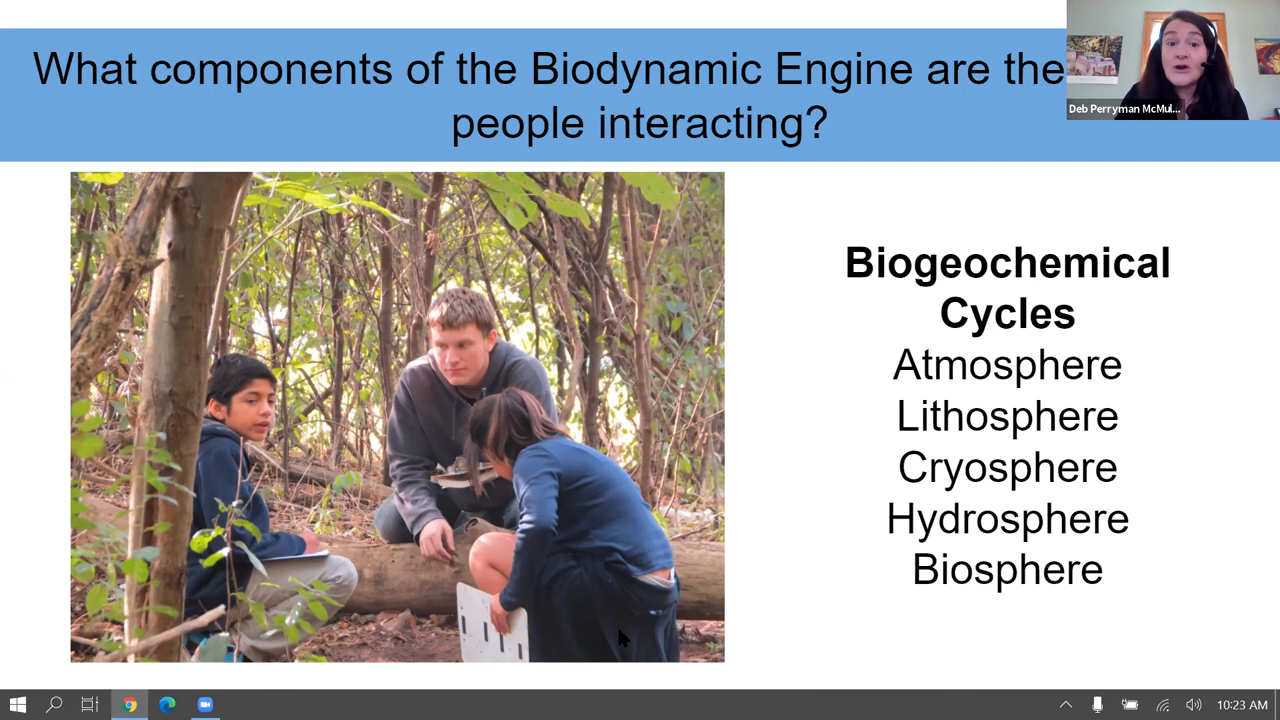 What components of the Biodynamic Engine are the
people interacting?
Deb Perryman McMul...
Biogeochemical
Cycles
Atmosphere
Lithosphere
Cryosphere
Hydrosphere
Biosphere
10:23 AM